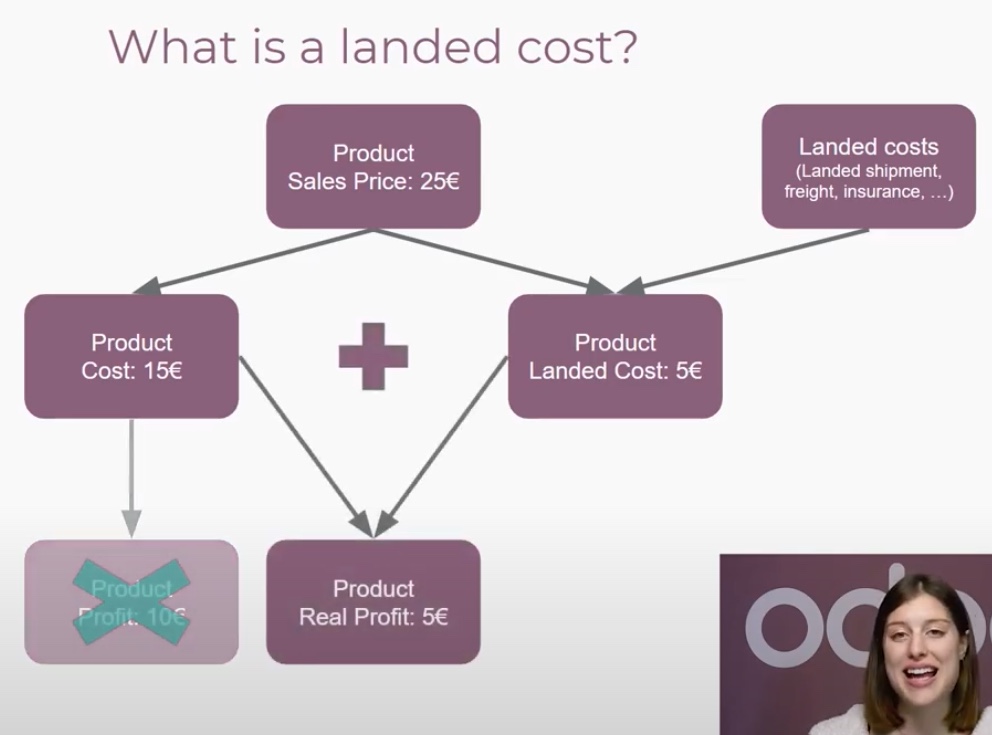 What is a landed cost?
Product
Sales Price: 25€
Landed costs
(Landed shipment,
freight, insurance, ...)
Product
Cost: 15€
Product
Landed Cost: 5€
Product
Profit: 10€
Product
Real Profit: 5€
odoo